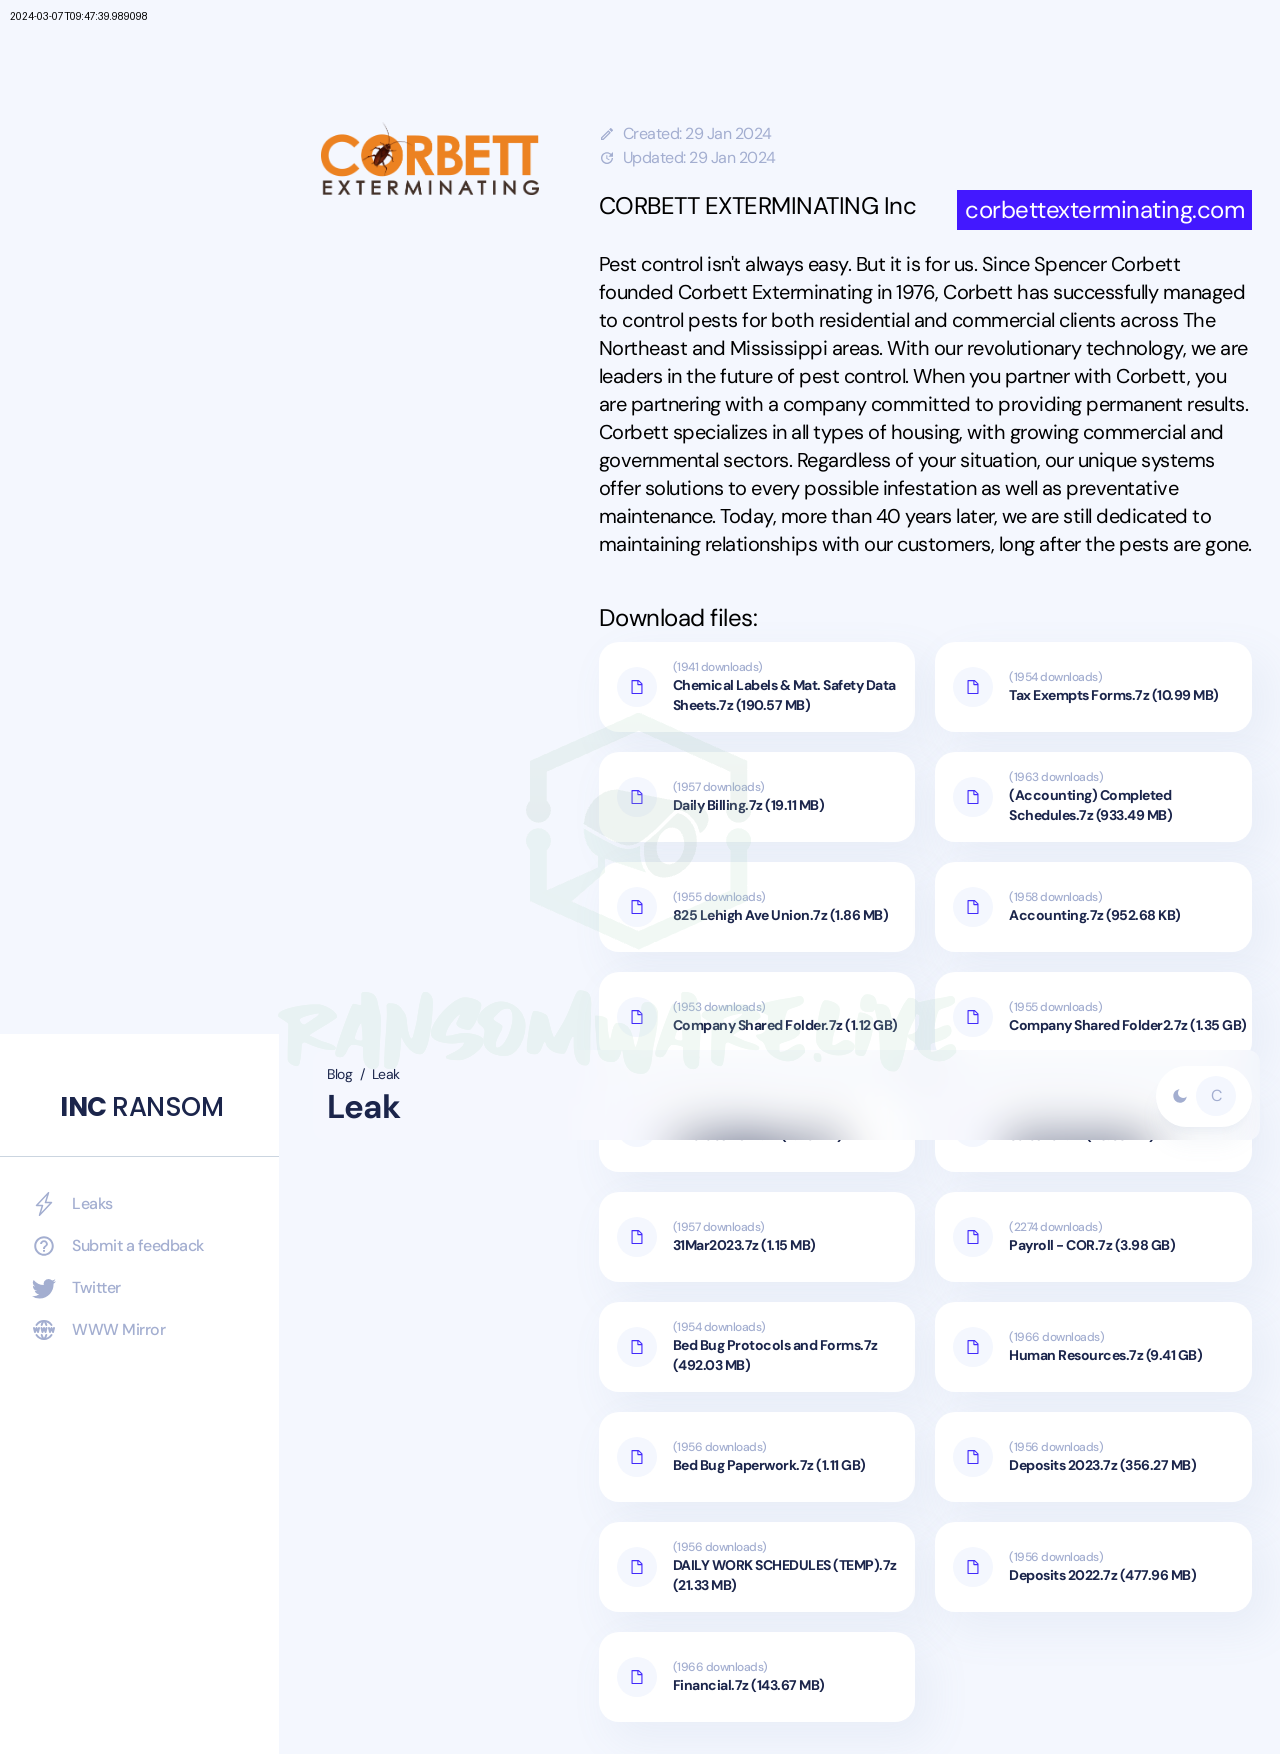 2024-03-07T09:47:39.989098
CORBETT
EXTERMINATING
Created: 29 Jan 2024
Updated: 29 Jan 2024
CORBETT EXTERMINATING Inc
corbettexterminating.com
Pest control isn't always easy. But it is for us. Since Spencer Corbett
founded Corbett Exterminating in 1976, Corbett has successfully managed
to control pests for both residential and commercial clients across The
Northeast and Mississippi areas. With our revolutionary technology, we are
leaders in the future of pest control. When you partner with Corbett, you
are partnering with a company committed to providing permanent results.
Corbett specializes in all types of housing, with growing commercial and
governmental sectors. Regardless of your situation, our unique systems
offer solutions to every possible infestation as well as preventative
maintenance. Today, more than 40 years later, we are still dedicated to
maintaining relationships with our customers, long after the pests are gone.
Download files:
(1941 downloads)
Chemical Labels & Mat. Safety Data
Sheets.7z (190.57 MB)
(1954 downloads)
Tax Exempts Forms.7z (10.99 MB)
(1957 downloads)
Daily Billing.7z (19.11 MB)
(1963 downloads)
(Accounting) Completed
Schedules.7z (933.49 MB)
(1955 downloads)
825 Lehigh Ave Union.7z (1.86 MB)
(1958 downloads)
Accounting.7z (952.68 KB)
(1953 downloads)
Company Shared Folder.7z (1.12 GB)
(1955 downloads)
Company Shared Folder2.7z (1.35 GB)
RANSOMWARE.LIVE
Blog / Leak
Leak
C
INC RANSOM
Leaks
Submit a feedback
Twitter
WWW Mirror
(1957 downloads)
31Mar2023.7z (1.15 MB)
(2274 downloads)
Payroll - COR.7z (3.98 GB)
(1954 downloads)
Bed Bug Protocols and Forms.7z
(492.03 MB)
(1966 downloads)
Human Resources.7z (9.41 GB)
(1956 downloads)
Bed Bug Paperwork.7z (1.11 GB)
(1956 downloads)
Deposits 2023.7z (356.27 MB)
(1956 downloads)
DAILY WORK SCHEDULES (TEMP).7z
(21.33 MB)
(1956 downloads)
Deposits 2022.7z (477.96 MB)
(1966 downloads)
Financial.7z (143.67 MB)